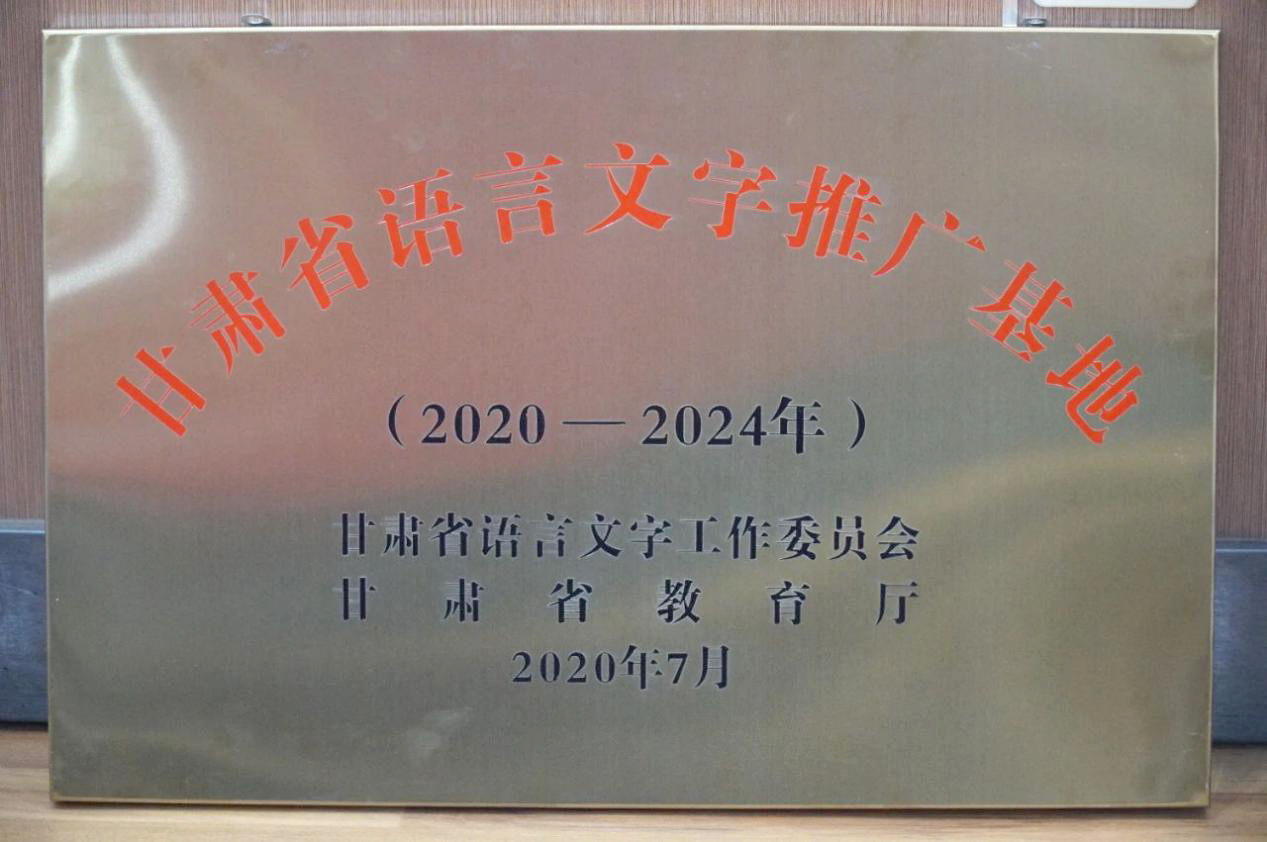 甘肃省语言文字推广基地
（2020—2024年）
甘肃省语言文字工作委员会
甘肃省教育厅
2020年7月